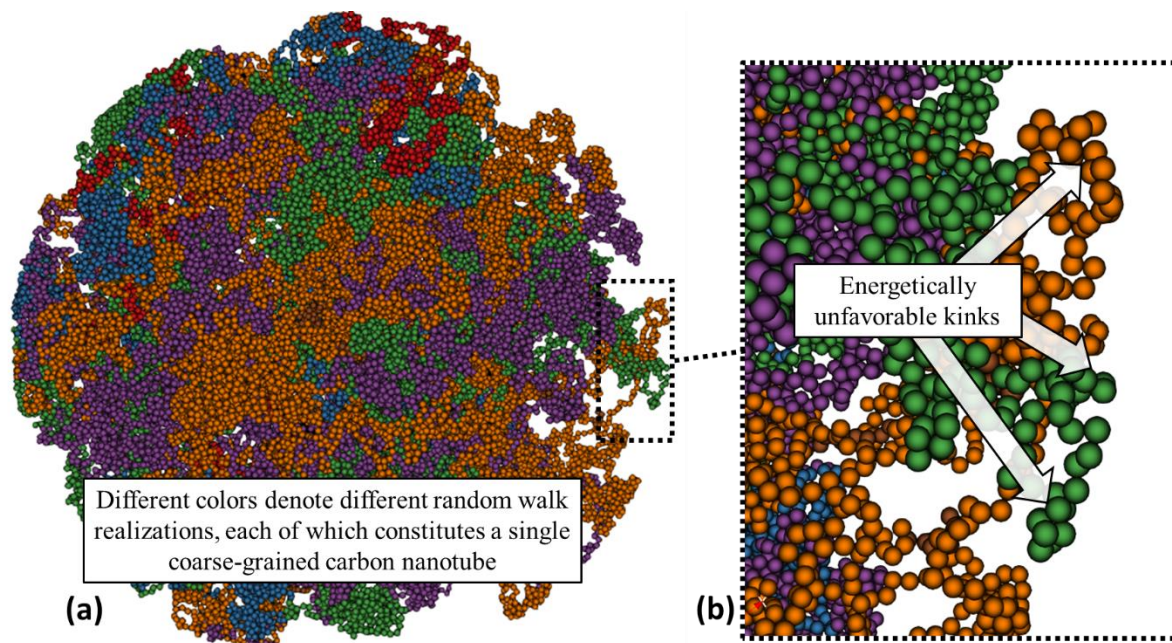 Different colors denote different random walk
realizations, each of which constitutes a single
coarse-grained carbon nanotube
(a)
Energetically
unfavorable kinks
(b)